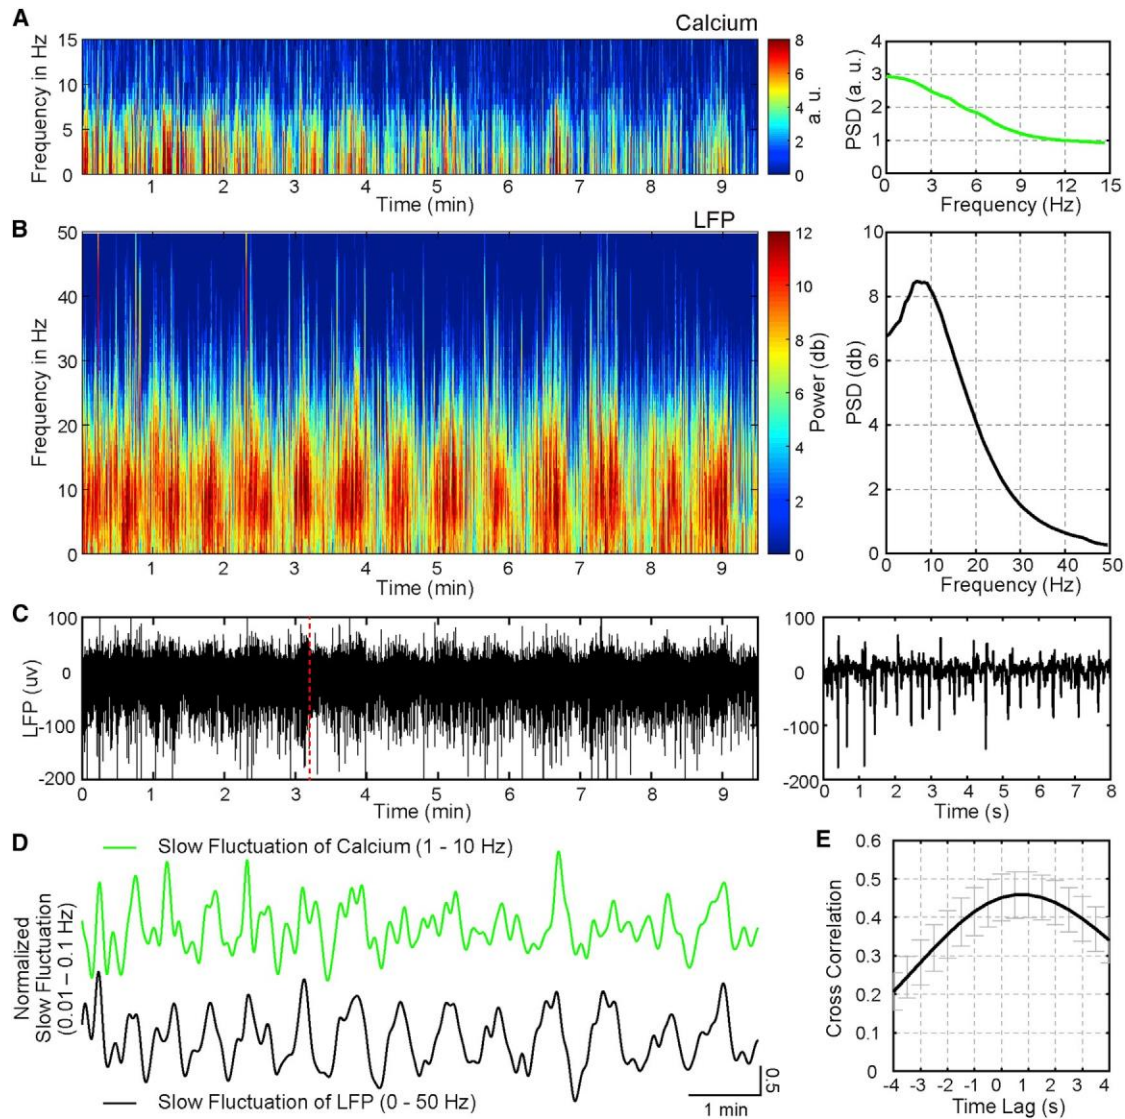 A
Calcium
Frequency in Hz
15
10
5
0
1 2 3 4 5 6 7 8 9
Time (min)
8
6
4
2
0
a. u.
PSD (a. u.)
4
3
2
1
0
0 3 6 9 12 15
Frequency (Hz)
B
LFP
Frequency in Hz
50
40
30
20
10
0
1 2 3 4 5 6 7 8 9
Time (min)
12
10
8
6
4
2
0
Power (db)
PSD (db)
10
8
6
4
2
0
0 10 20 30 40 50
Frequency (Hz)
C
LFP (uv)
100
0
-100
-200
0 1 2 3 4 5 6 7 8 9
Time (min)
100
0
-100
-200
0 1 2 3 4 5 6 7 8
Time (s)
D
Slow Fluctuation of Calcium (1 - 10 Hz)
Normalized
Slow Fluctuation
(0.01 – 0.1 Hz)
Slow Fluctuation of LFP (0 - 50 Hz)
0.5
1 min
E
Cross Correlation
0.6
0.5
0.4
0.3
0.2
0.1
0
-4 -3 -2 -1 0 1 2 3 4
Time Lag (s)